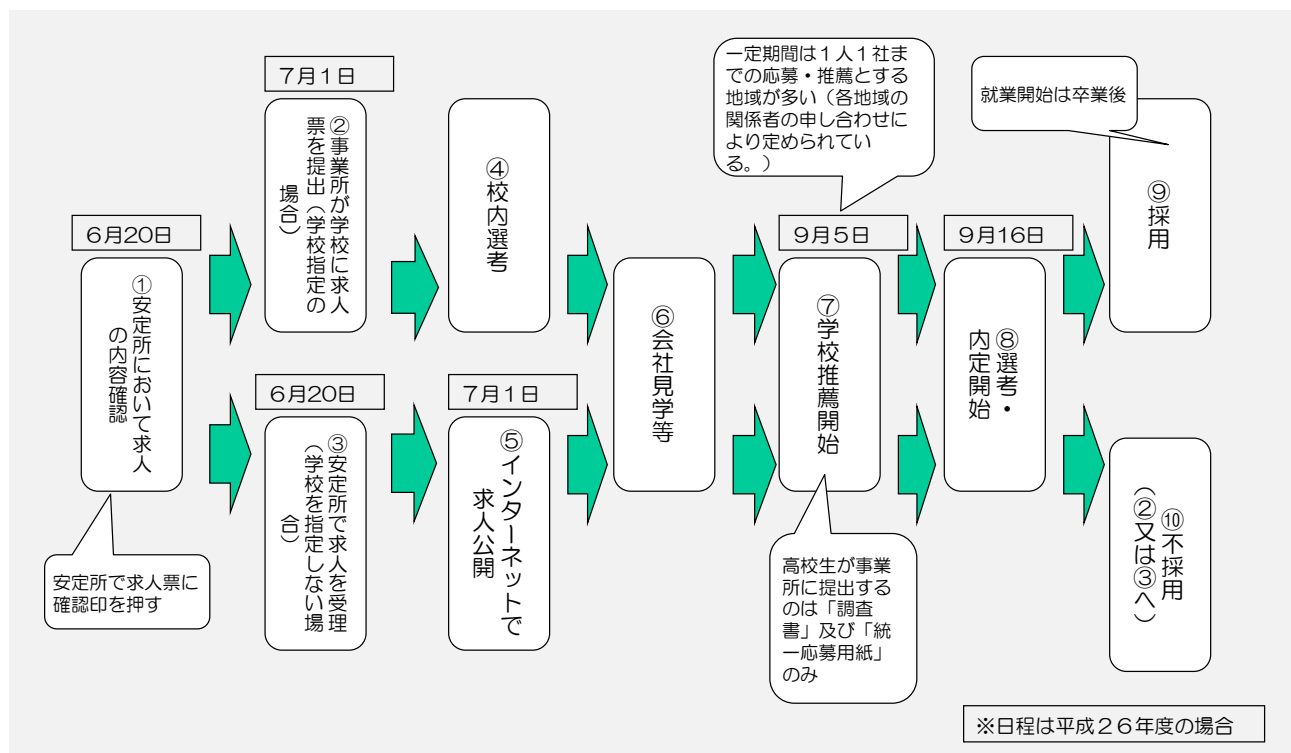 6月20日
①安定所において求人
の内容確認
安定所で求人票に
確認印を押す
7月1日
②事業所が学校に求人
票を提出（学校指定の
場合）
6月20日
③安定所で求人を受理
（学校を指定しない場
合）
④校内選考
7月1日
⑤インターネットで
求人公開
⑥会社見学等
一定期間は１人１社ま
での応募・推薦とする
地域が多い（各地域の
関係者の申し合わせに
より定められてい
る。）
9月5日
⑦学校推薦開始
高校生が事業
所に提出する
のは「調査
書」及び「統
一応募用紙」
のみ
9月16日
⑧選考・
内定開始
就業開始は卒業後
⑨採用
⑩不採用
（②又は③へ）
※日程は平成２６年度の場合